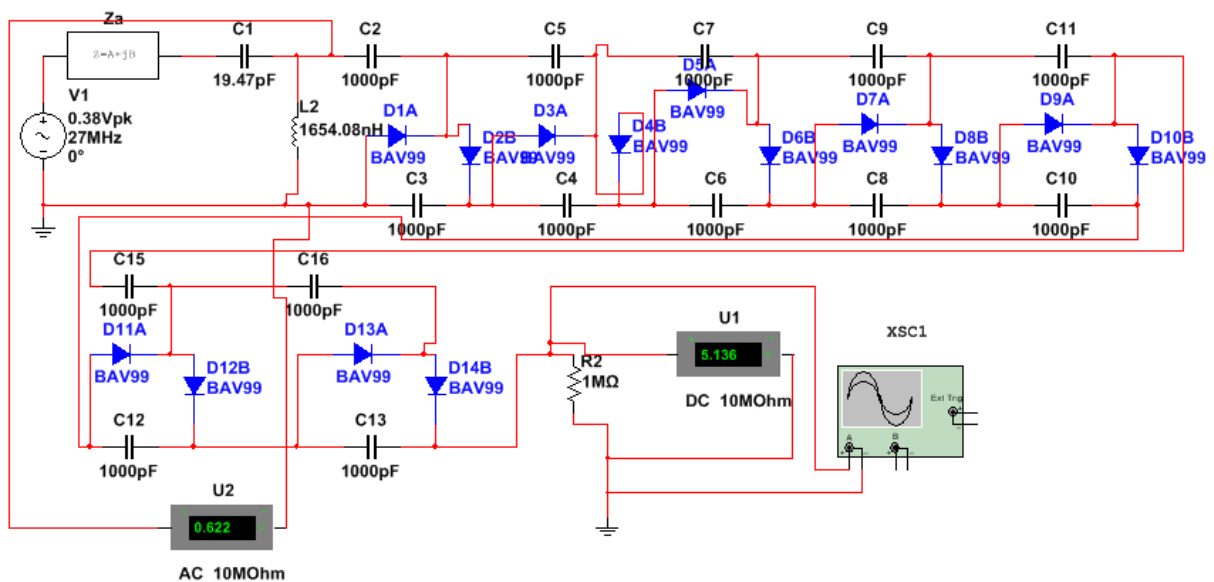 Za
C1
C2
C5
C7
C9
C11
Z=A+jB
19.47pF
1000pF
1000pF
1000pF
1000pF
1000pF
V1
0.38Vpk
27MHz
0°
L2
1654.08nH
D1A
BAV99
D2B
BAV99
D3A
BAV99
D4B
BAV99
D5A
BAV99
D6B
BAV99
D7A
BAV99
D8B
BAV99
D9A
BAV99
D10B
BAV99
C3
C4
C6
C8
C10
1000pF
1000pF
1000pF
1000pF
1000pF
C15
C16
1000pF
1000pF
D11A
BAV99
D12B
BAV99
D13A
BAV99
D14B
BAV99
C12
C13
1000pF
1000pF
R2
1MΩ
U1
5.136
DC 10MOhm
XSC1
Ext Trig
A
B
U2
0.622
AC 10MOhm